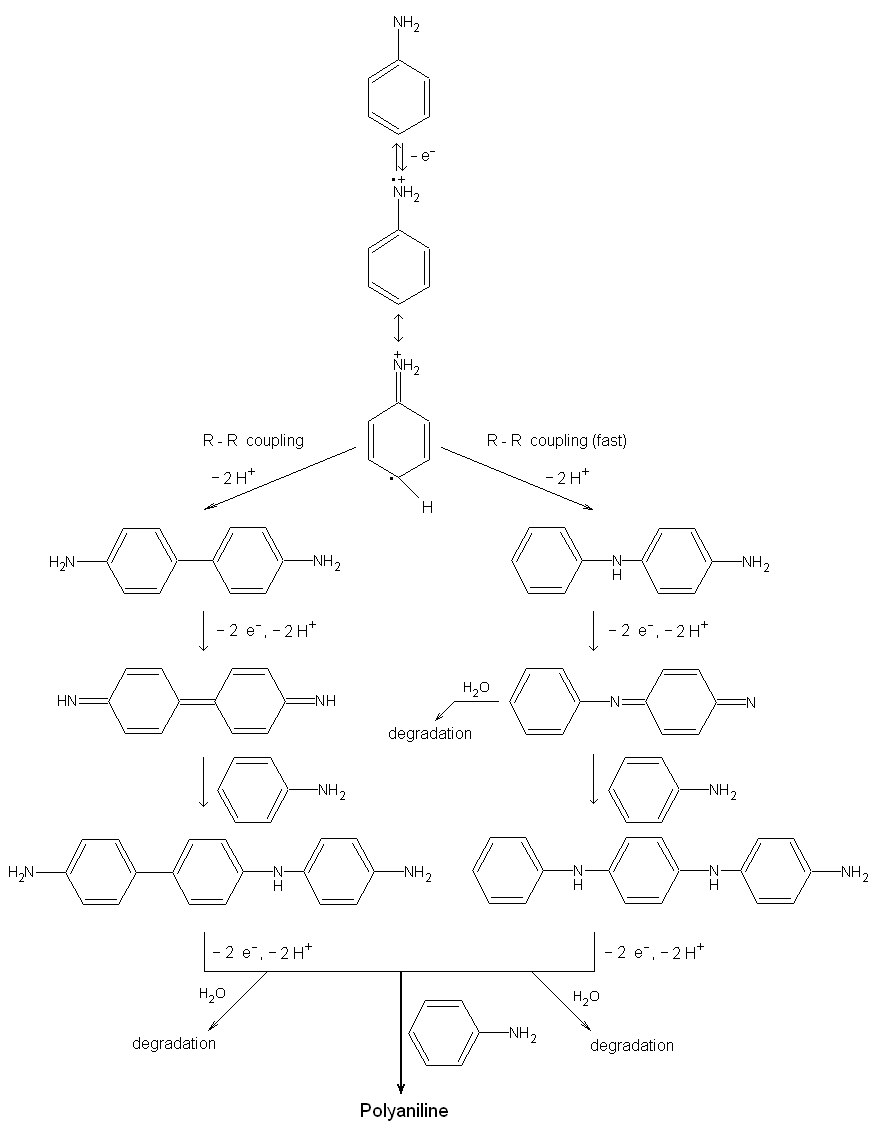 NH2
– e–
•+
NH2
+
NH2
•
H
R - R coupling
R - R coupling (fast)
– 2 H+
– 2 H+
H2N
NH2
N
H
NH2
– 2 e–, – 2 H+
– 2 e–, – 2 H+
HN
NH
H2O
N
N
degradation
NH2
NH2
H2N
N
H
NH2
N
H
N
H
NH2
– 2 e–, – 2 H+
– 2 e–, – 2 H+
H2O
H2O
NH2
degradation
degradation
Polyaniline